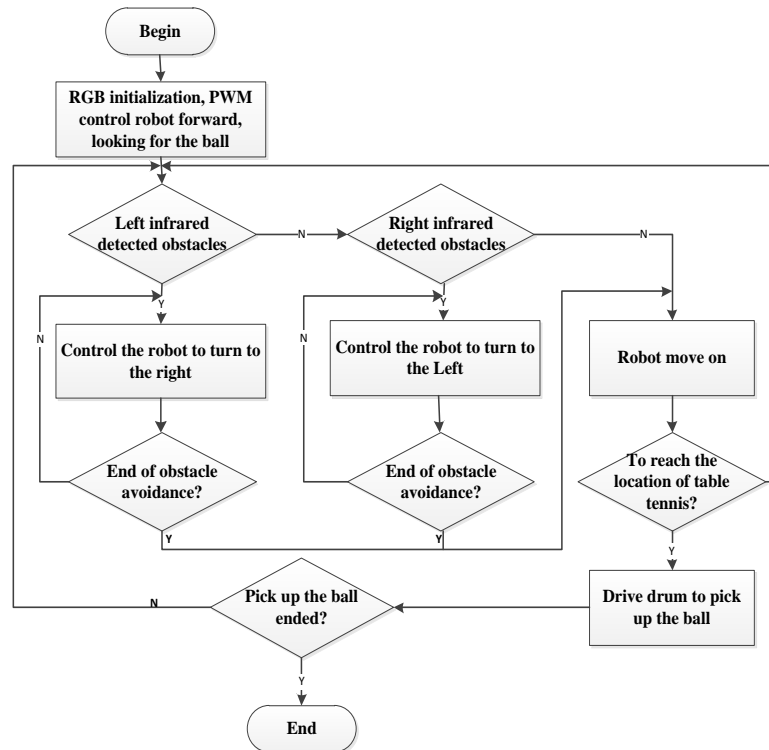 Begin
RGB initialization, PWM
control robot forward,
looking for the ball
Left infrared
detected obstacles
N
Right infrared
detected obstacles
N
Y
Y
N
Control the robot to turn to
the right
N
Control the robot to turn to
the Left
Robot move on
End of obstacle
avoidance?
End of obstacle
avoidance?
To reach the
location of table
tennis?
Y
Y
Y
N
Pick up the ball
ended?
Drive drum to pick
up the ball
Y
End